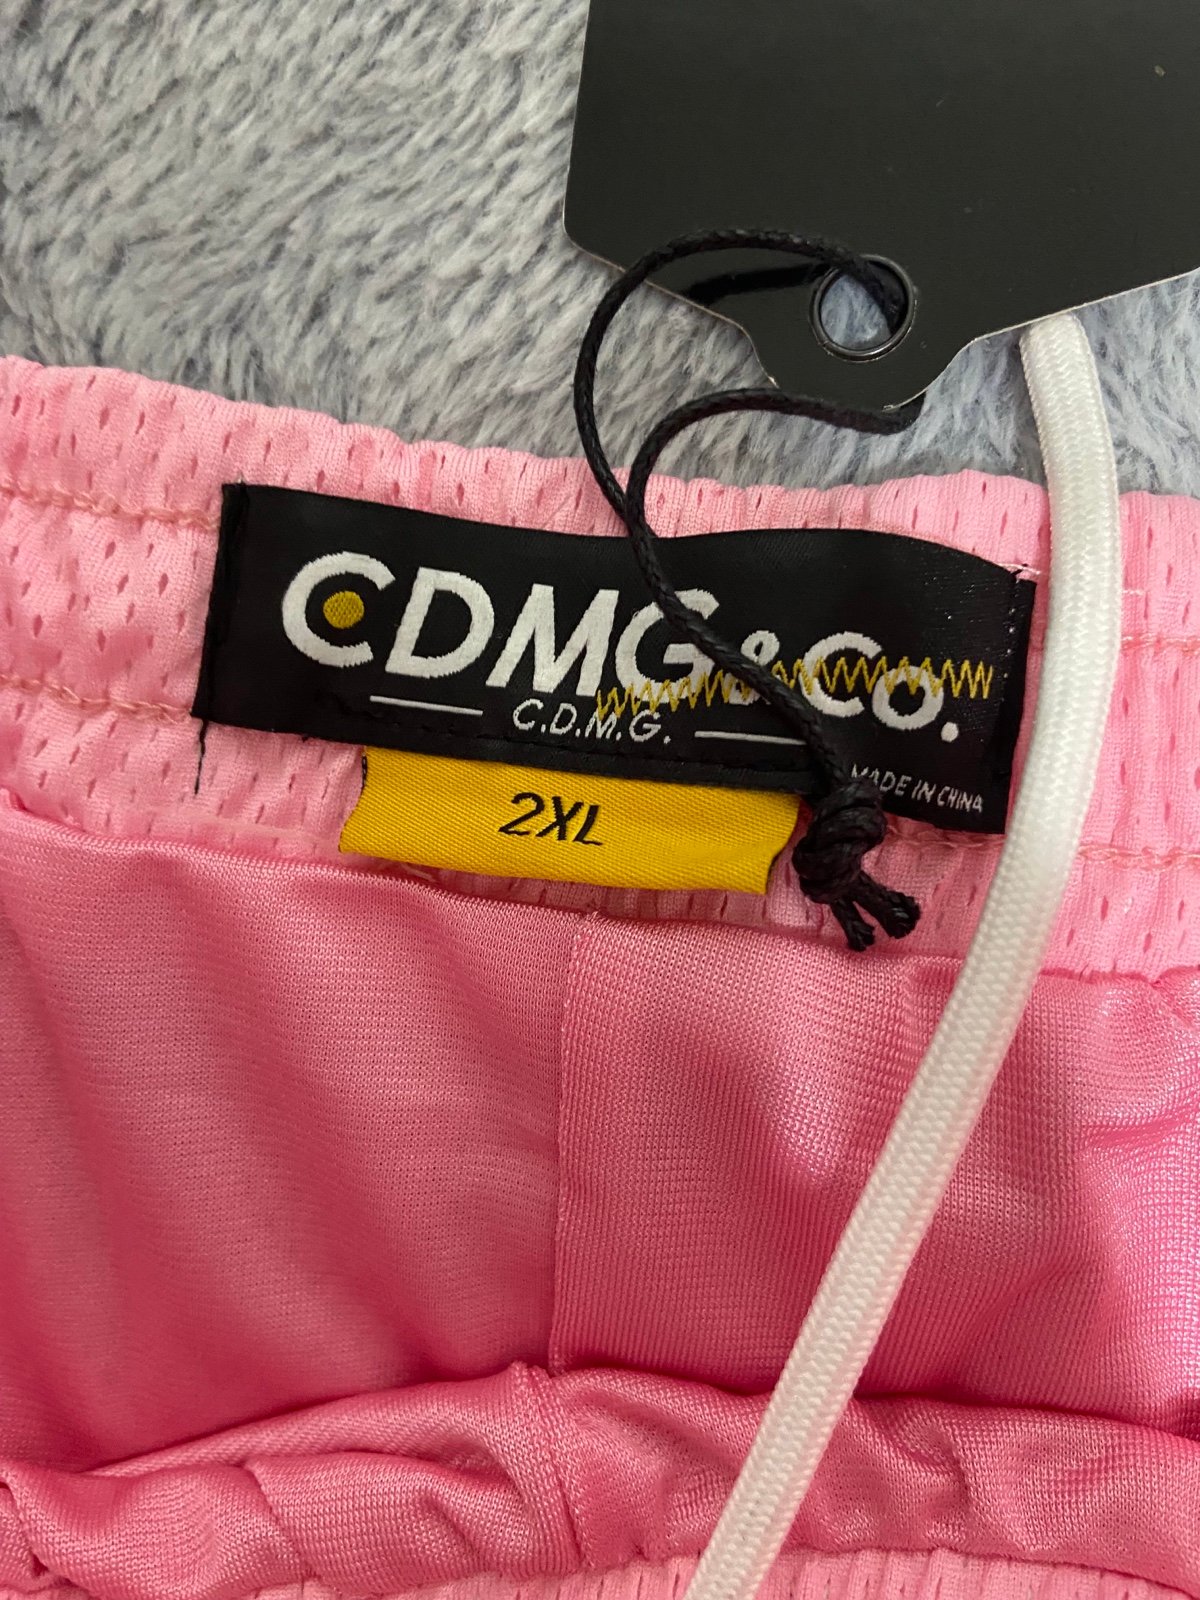 CDMG & Co.
C.D.M.G.
MADE IN CHINA
2XL